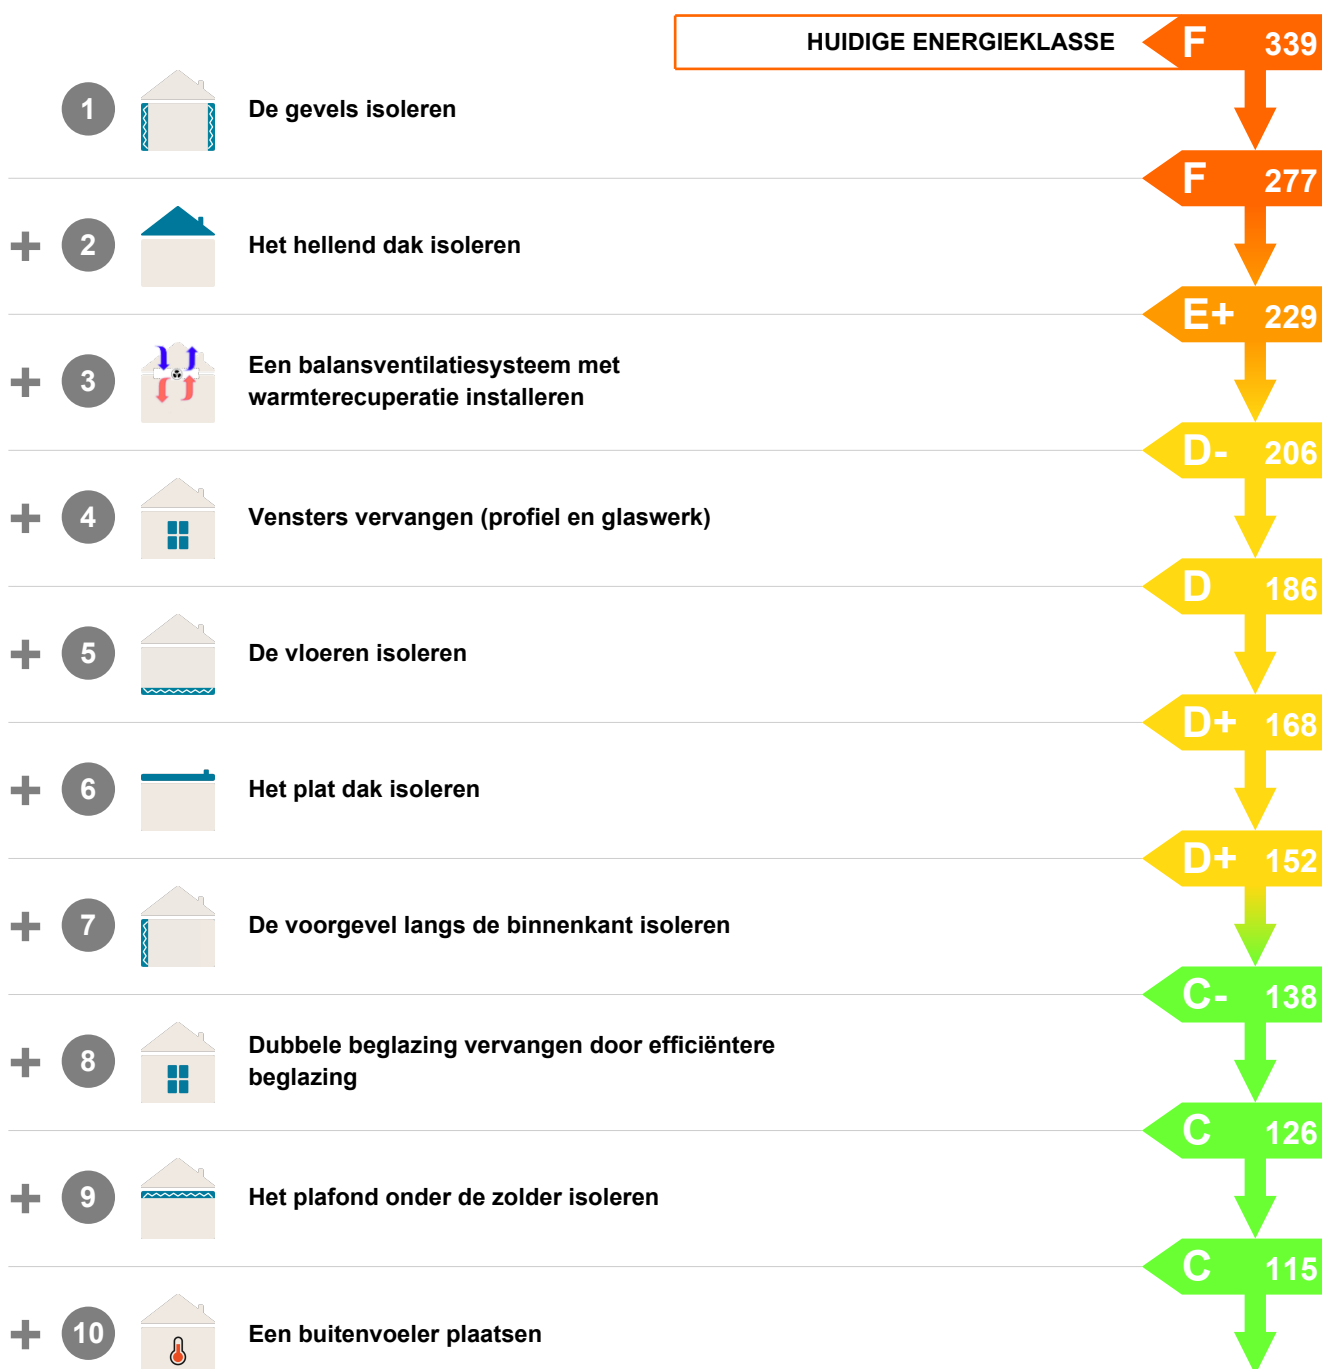 HUIDIGE ENERGIEKLASSE F 339
1 De gevels isoleren
F 277
+ 2 Het hellend dak isoleren
E+ 229
+ 3 Een balansventilatiesysteem met
warmterecuperatie installeren
D- 206
+ 4 Vensters vervangen (profiel en glaswerk)
D 186
+ 5 De vloeren isoleren
D+ 168
+ 6 Het plat dak isoleren
D+ 152
+ 7 De voorgevel langs de binnenkant isoleren
C- 138
+ 8 Dubbele beglazing vervangen door efficiëntere
beglazing
C 126
+ 9 Het plafond onder de zolder isoleren
C 115
+ 10 Een buitenvoeler plaatsen